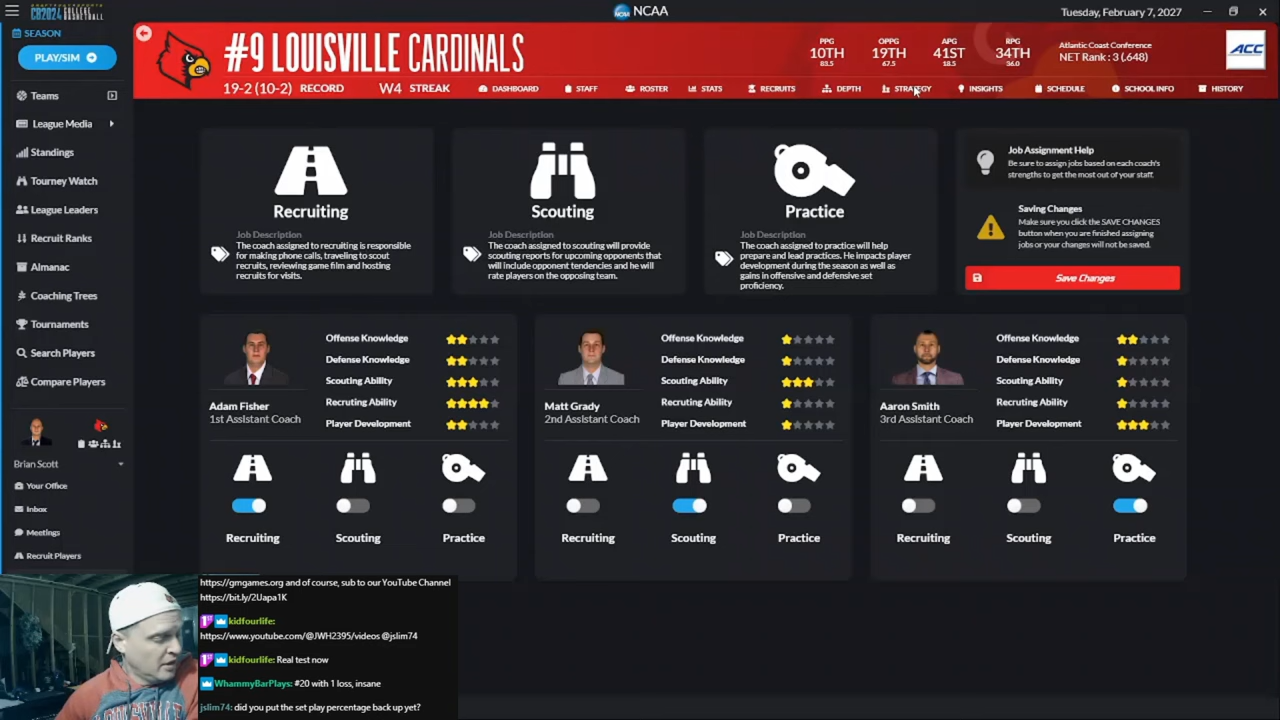 DRAFT DAY SPORTS
CB2024 COLLEGE BASKETBALL
NCAA
Tuesday, February 7, 2027
SEASON
PLAY/SIM
Teams
League Media
Standings
Tourney Watch
League Leaders
Recruit Ranks
Almanac
Coaching Trees
Tournaments
Search Players
Compare Players
Brian Scott
Your Office
Inbox
Meetings
Recruit Players
#9 LOUISVILLE CARDINALS
PPG
10TH
83.5
OPPG
19TH
67.5
APG
41ST
18.5
RPG
34TH
36.0
Atlantic Coast Conference
NET Rank : 3 (.648)
ACC
19-2 (10-2) RECORD W4 STREAK
DASHBOARD STAFF ROSTER STATS RECRUITS DEPTH STRATEGY INSIGHTS SCHEDULE SCHOOL INFO HISTORY
Recruiting
Job Description
The coach assigned to recruiting is responsible
for making phone calls, traveling to scout
recruits, reviewing game film and hosting
recruits for visits.
Scouting
Job Description
The coach assigned to scouting will provide
scouting reports for upcoming opponents that
will include opponent tendencies and he will
rate players on the opposing team.
Practice
Job Description
The coach assigned to practice will help
prepare and lead practices. He impacts player
development during the season as well as
gains in offensive and defensive set
proficiency.
Job Assignment Help
Be sure to assign jobs based on each coach's
strengths to get the most out of your staff.
Saving Changes
Make sure you click the SAVE CHANGES
button when you are finished assigning
jobs or your changes will not be saved.
Save Changes
Adam Fisher
1st Assistant Coach
Offense Knowledge
Defense Knowledge
Scouting Ability
Recruiting Ability
Player Development
Recruiting Scouting Practice
Matt Grady
2nd Assistant Coach
Offense Knowledge
Defense Knowledge
Scouting Ability
Recruiting Ability
Player Development
Recruiting Scouting Practice
Aaron Smith
3rd Assistant Coach
Offense Knowledge
Defense Knowledge
Scouting Ability
Recruiting Ability
Player Development
Recruiting Scouting Practice
https://gmgames.org and of course, sub to our YouTube Channel
https://bit.ly/2Uapa1K
kidfourlife:
https://www.youtube.com/@JWH2395/videos @jslim74
kidfourlife: Real test now
WhammyBarPlays: #20 with 1 loss, insane
jslim74: did you put the set play percentage back up yet?